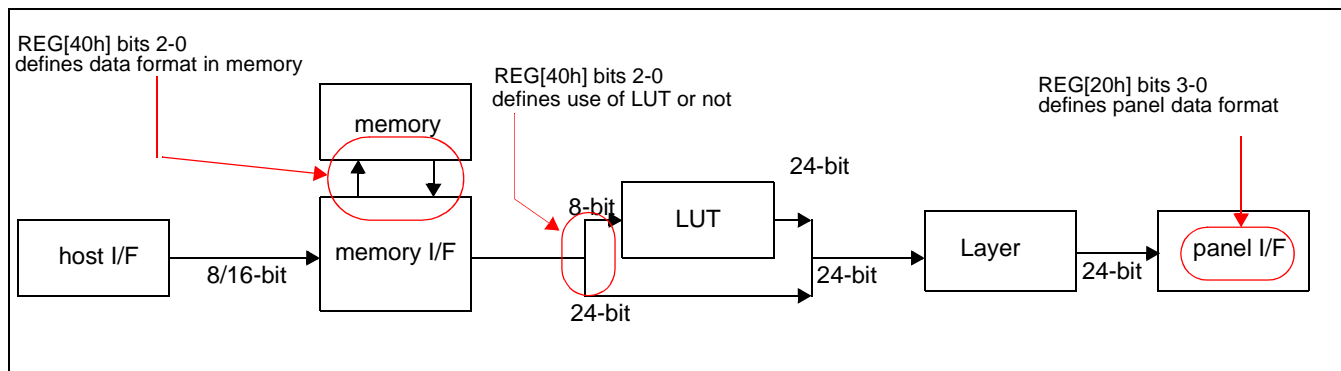 REG[40h] bits 2-0
defines data format in memory
REG[40h] bits 2-0
defines use of LUT or not
REG[20h] bits 3-0
defines panel data format
memory
24-bit
8-bit
LUT
host I/F
memory I/F
Layer
panel I/F
8/16-bit
24-bit
24-bit
24-bit